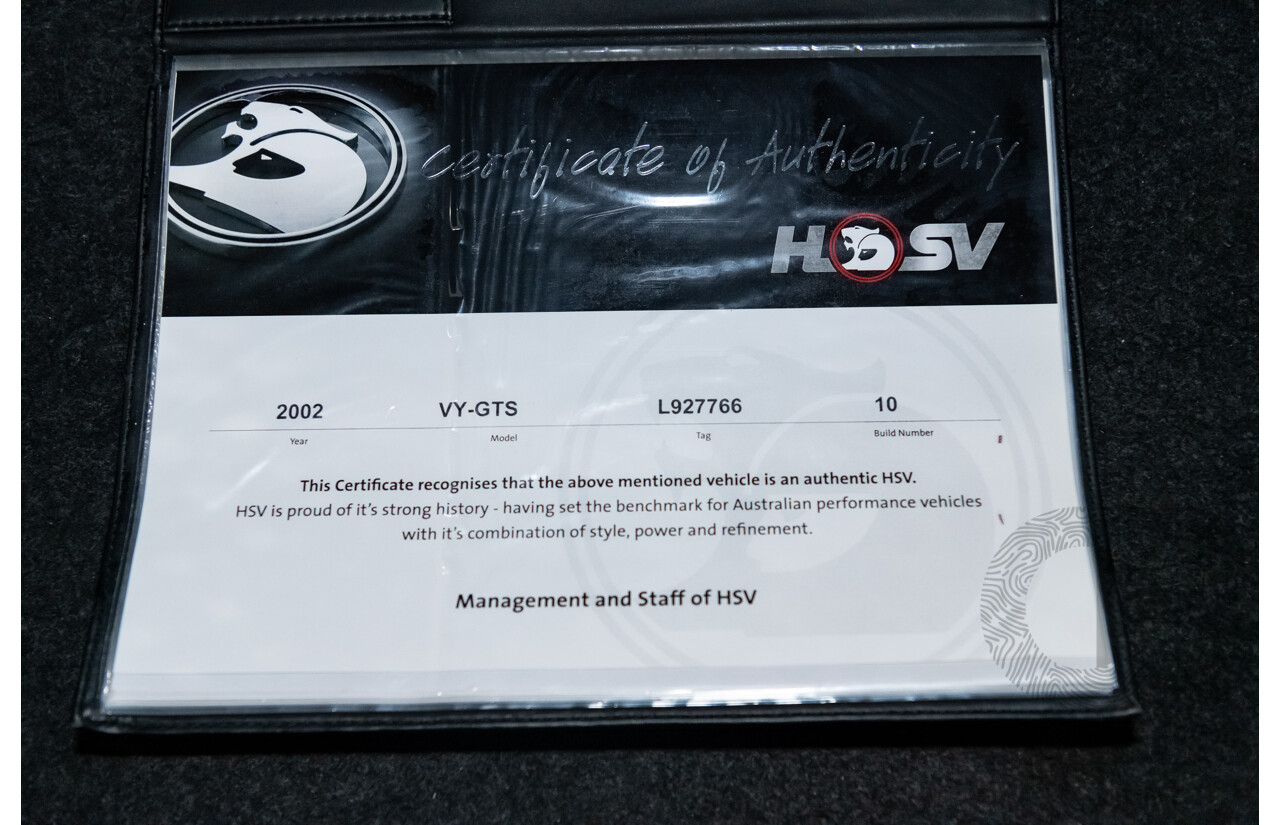 Certificate of Authenticity
HSV
2002 VY-GTS L927766 10
Year Model Tag Build Number
This Certificate recognises that the above mentioned vehicle is an authentic HSV.
HSV is proud of it's strong history - having set the benchmark for Australian performance vehicles
with it's combination of style, power and refinement.
Management and Staff of HSV